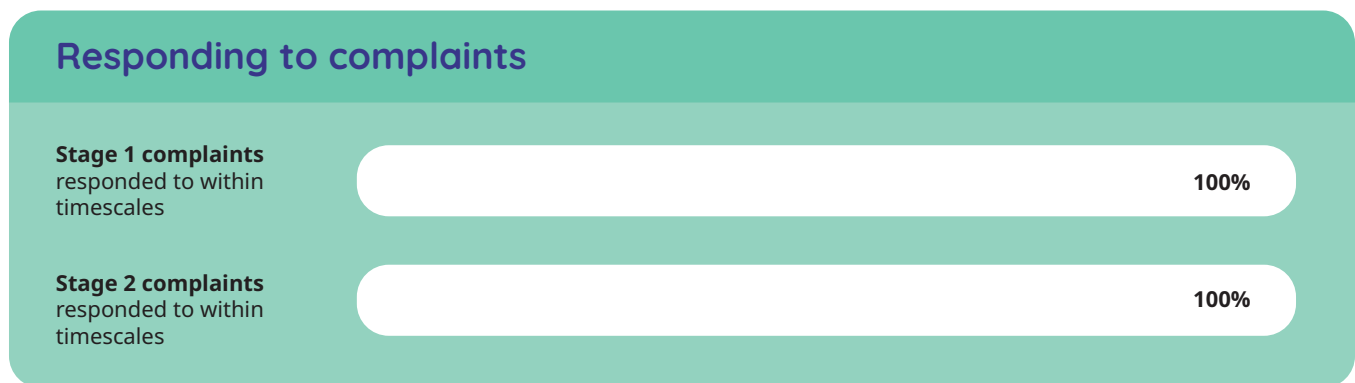 Responding to complaints
Stage 1 complaints
responded to within
timescales
100%
Stage 2 complaints
responded to within
timescales
100%